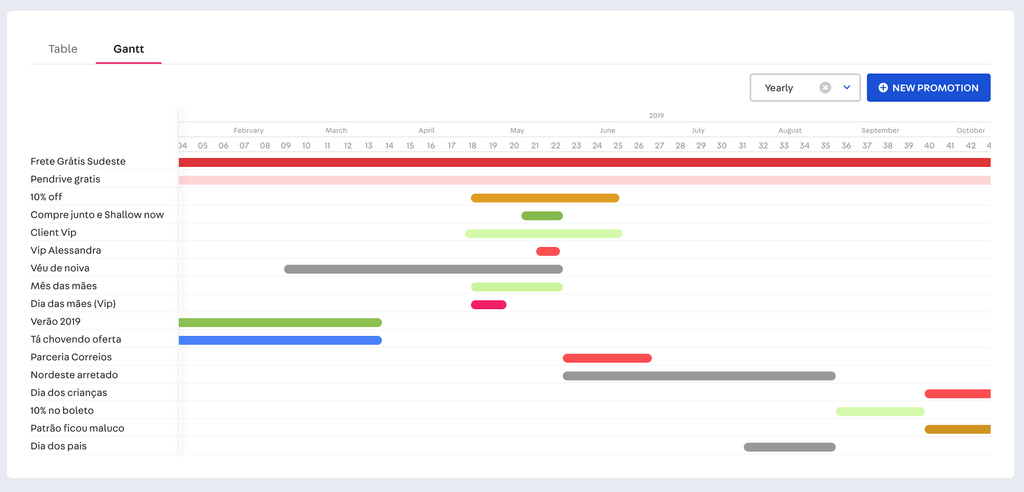 Table Gantt
Yearly NEW PROMOTION
2019
February March April May June July August September October
04 05 06 07 08 09 10 11 12 13 14 15 16 17 18 19 20 21 22 23 24 25 26 27 28 29 30 31 32 33 34 35 36 37 38 39 40 41 42 4
Frete Grátis Sudeste
Pendrive gratis
10% off
Compre junto e Shallow now
Client Vip
Vip Alessandra
Véu de noiva
Mês das mães
Dia das mães (Vip)
Verão 2019
Tá chovendo oferta
Parceria Correios
Nordeste arretado
Dia dos crianças
10% no boleto
Patrão ficou maluco
Dia dos pais